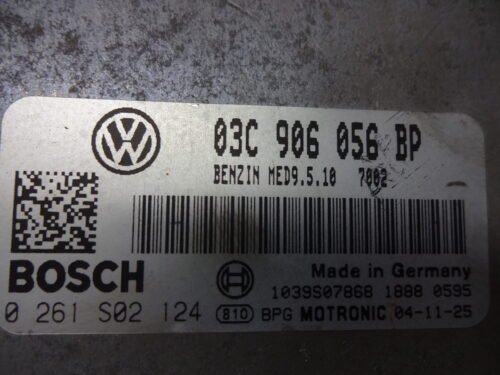 03C 906 056 BP
BENZIN MED9.5.10 7002
BOSCH
Made in Germany
1039S07868 1888 0595
0 261 S02 124 810 BPG MOTRONIC 04-11-25